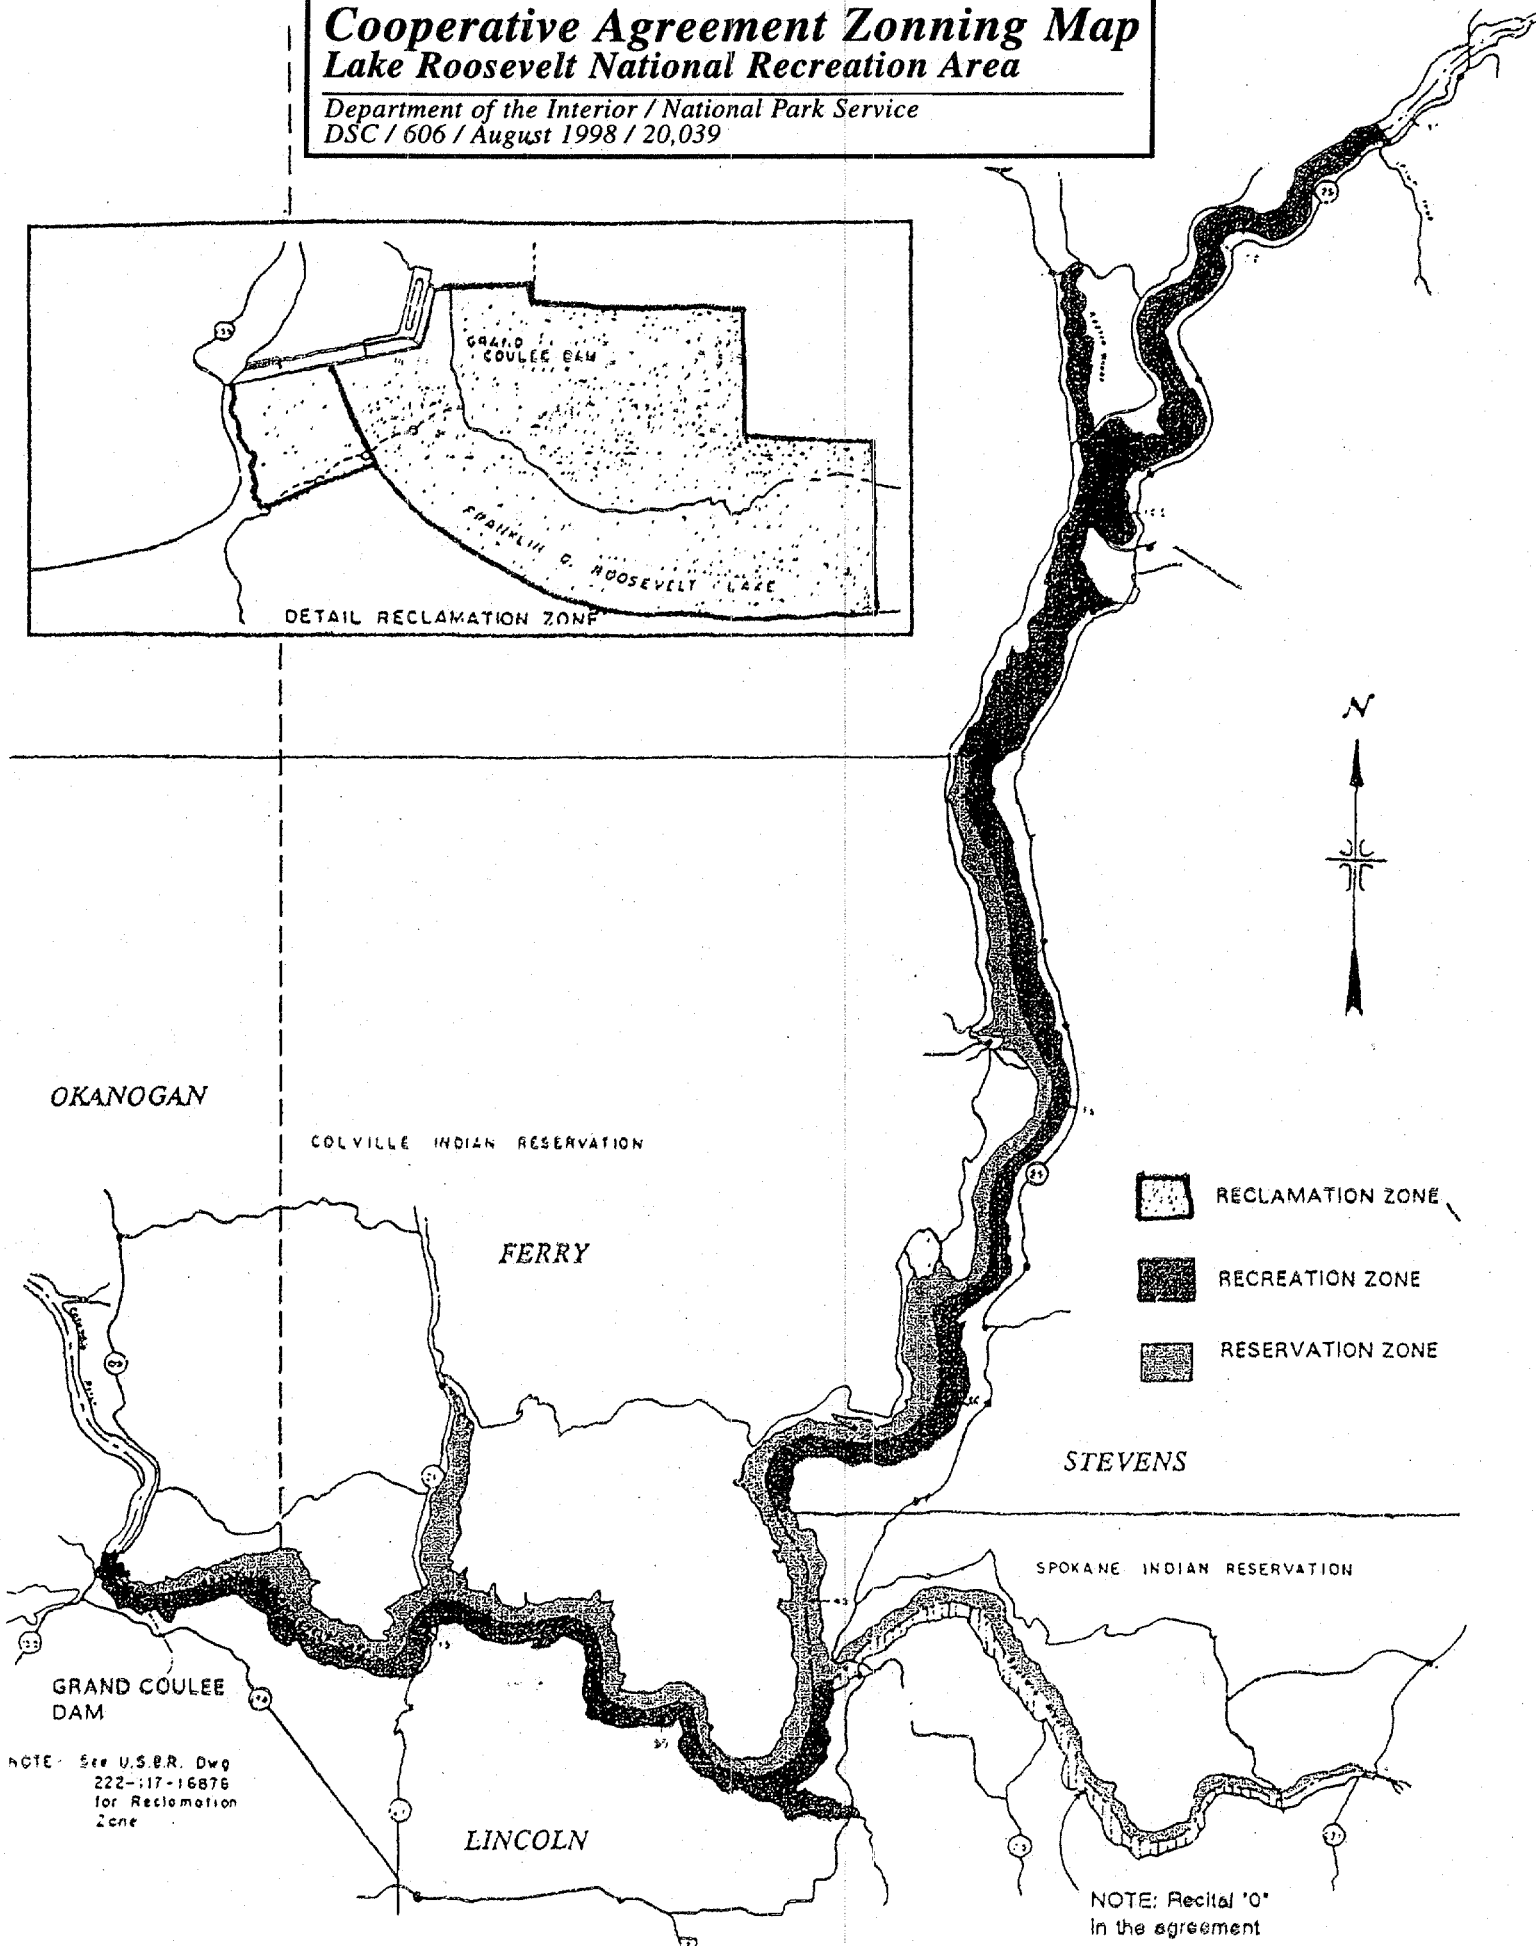 Cooperative Agreement Zonning Map
Lake Roosevelt National Recreation Area
Department of the Interior / National Park Service
DSC / 606 / August 1998 / 20,039
GRAND
COULEE DAM
FRANKLIN D. ROOSEVELT LAKE
DETAIL RECLAMATION ZONE
25
N
OKANOGAN
COLVILLE INDIAN RESERVATION
FERRY
RECLAMATION ZONE
RECREATION ZONE
RESERVATION ZONE
STEVENS
SPOKANE INDIAN RESERVATION
GRAND COULEE
DAM
NOTE: See U.S.B.R. Dwg
222-117-16876
for Reclamation
Zone
LINCOLN
NOTE: Recital "O"
in the agreement